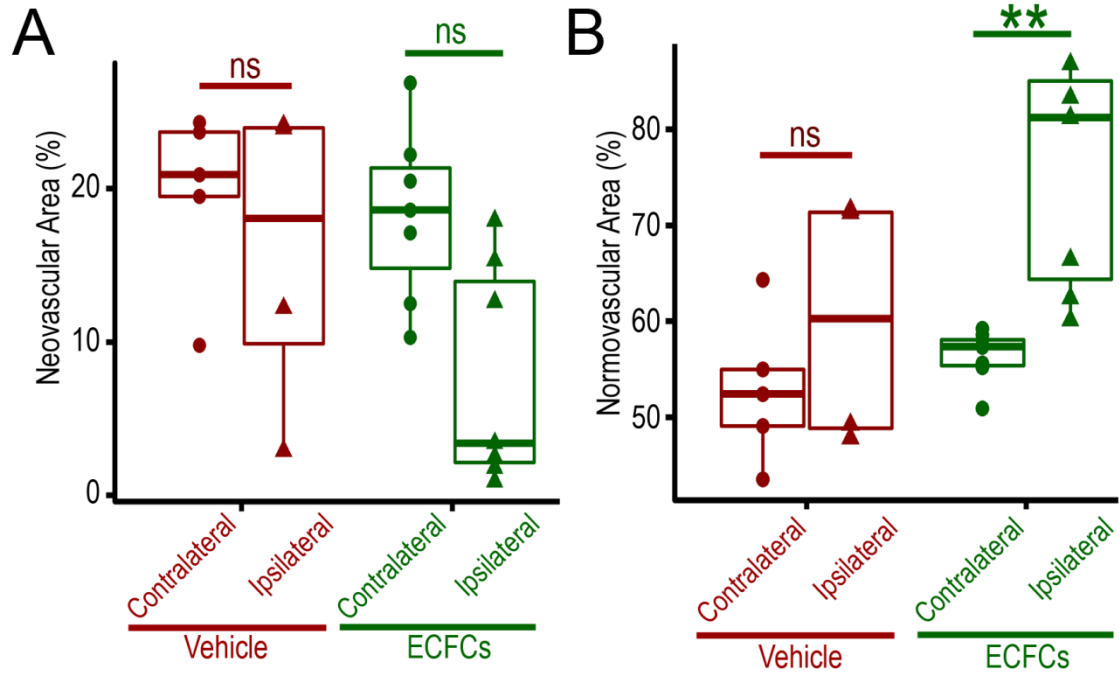 A
ns
ns
Neovascular Area (%)
20
10
0
Contralateral
Ipsilateral
Contralateral
Ipsilateral
Vehicle
ECFCs
B
**
ns
Normovascular Area (%)
80
70
60
50
Contralateral
Ipsilateral
Contralateral
Ipsilateral
Vehicle
ECFCs